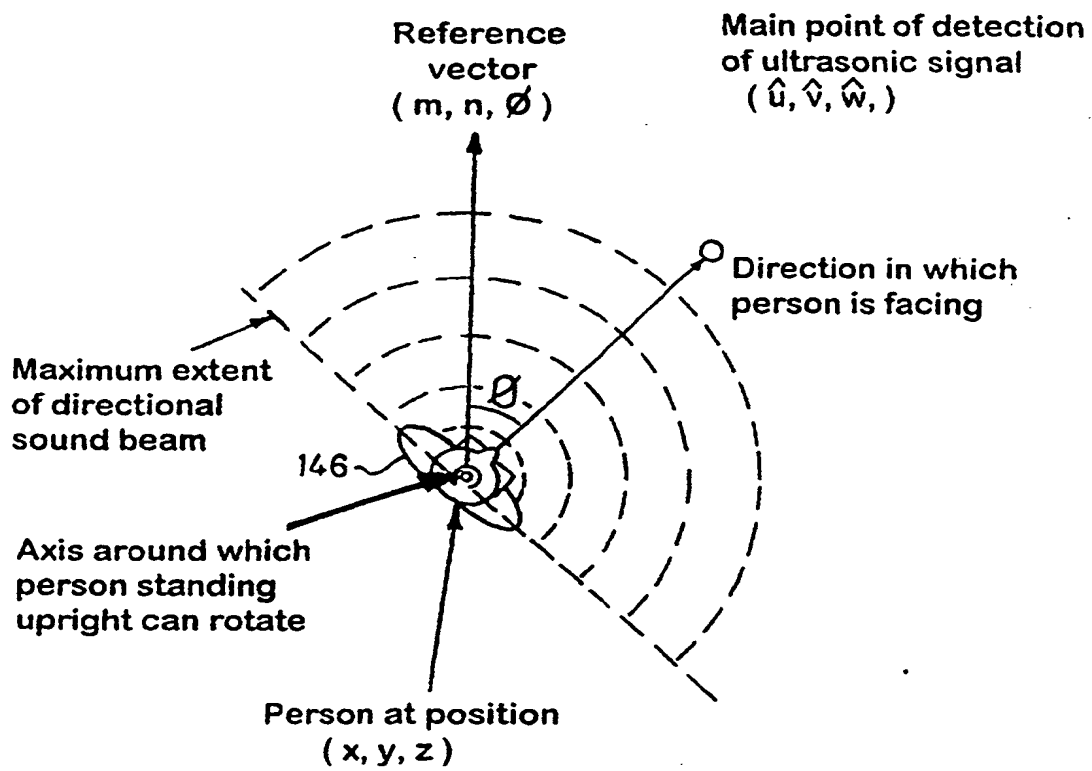 Reference
vector
( m, n, Ø )
Main point of detection
of ultrasonic signal
( û, v̂, ŵ, )
Direction in which
person is facing
Maximum extent
of directional
sound beam
Ø
146
Axis around which
person standing
upright can rotate
Person at position
( x, y, z )